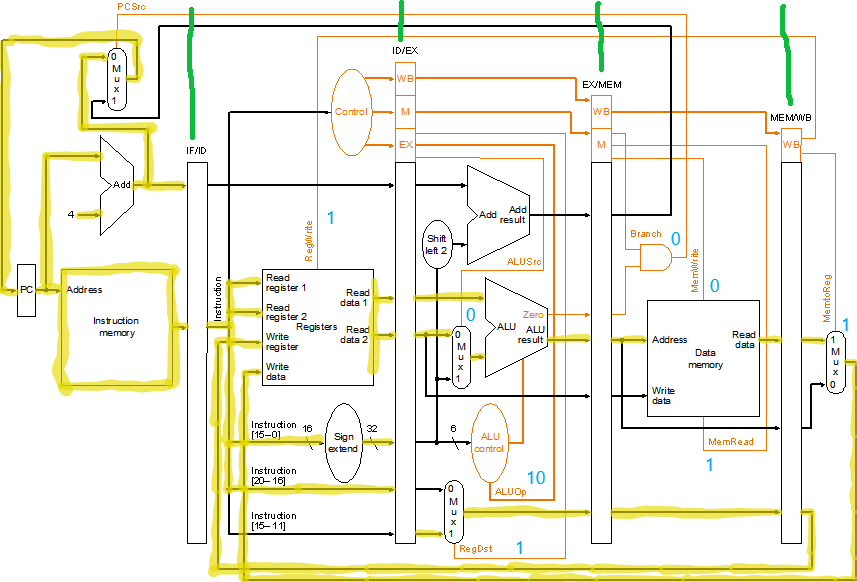 PCSrc
0
M
u
x
1
ID/EX
WB
EX/MEM
Control
M
WB
MEM/WB
EX
M
WB
IF/ID
Add
4
RegWrite
1
Add
Add
result
Shift
left 2
ALUSrc
Branch
0
MemWrite
0
MemtoReg
1
PC
Address
Instruction
memory
Instruction
Read
register 1
Read
register 2
Write
register
Write
data
Registers
Read
data 1
Read
data 2
0
0
M
u
x
1
ALU
Zero
ALU
result
Address
Data
memory
Read
data
Write
data
1
M
u
x
0
MemRead
1
Instruction
[15–0]
16
Sign
extend
32
6
ALU
control
10
ALUOp
Instruction
[20–16]
Instruction
[15–11]
0
M
u
x
1
RegDst
1